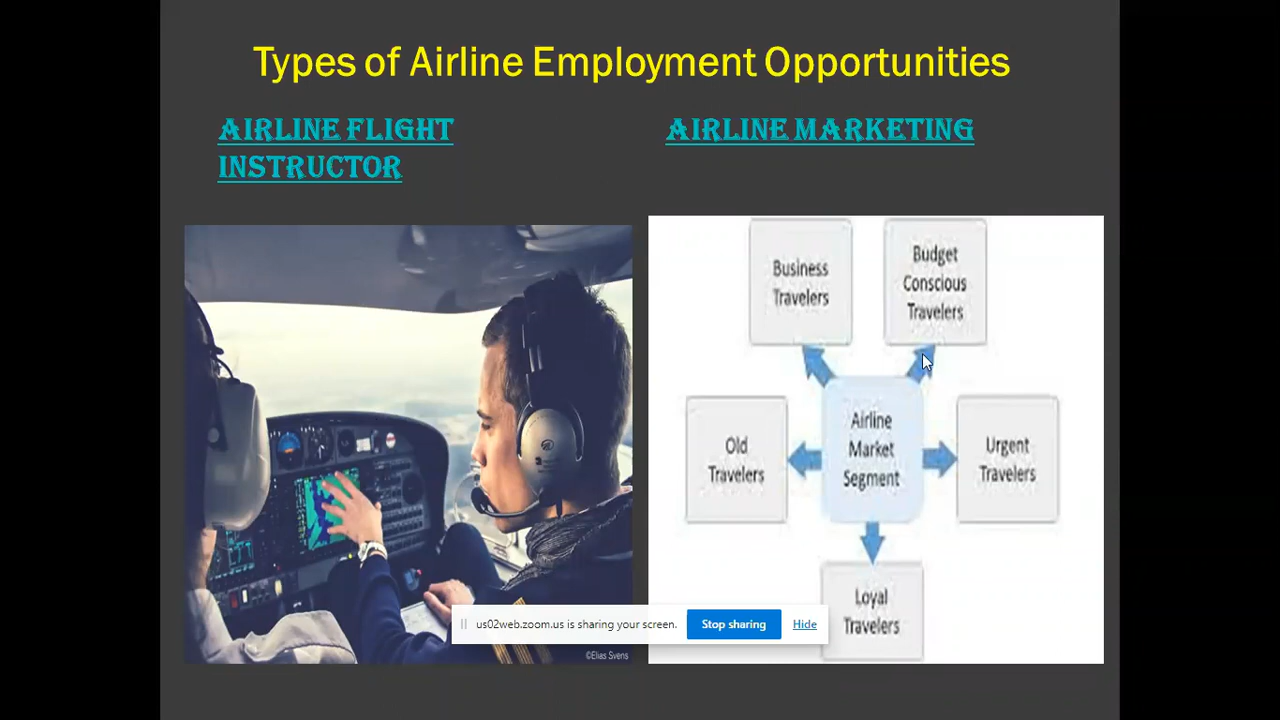 Types of Airline Employment Opportunities
AIRLINE FLIGHT
INSTRUCTOR
AIRLINE MARKETING
Business
Travelers
Budget
Conscious
Travelers
Old
Travelers
Airline
Market
Segment
Urgent
Travelers
Loyal
Travelers
us02web.zoom.us is sharing your screen.
Stop sharing
Hide
©Elias Svens